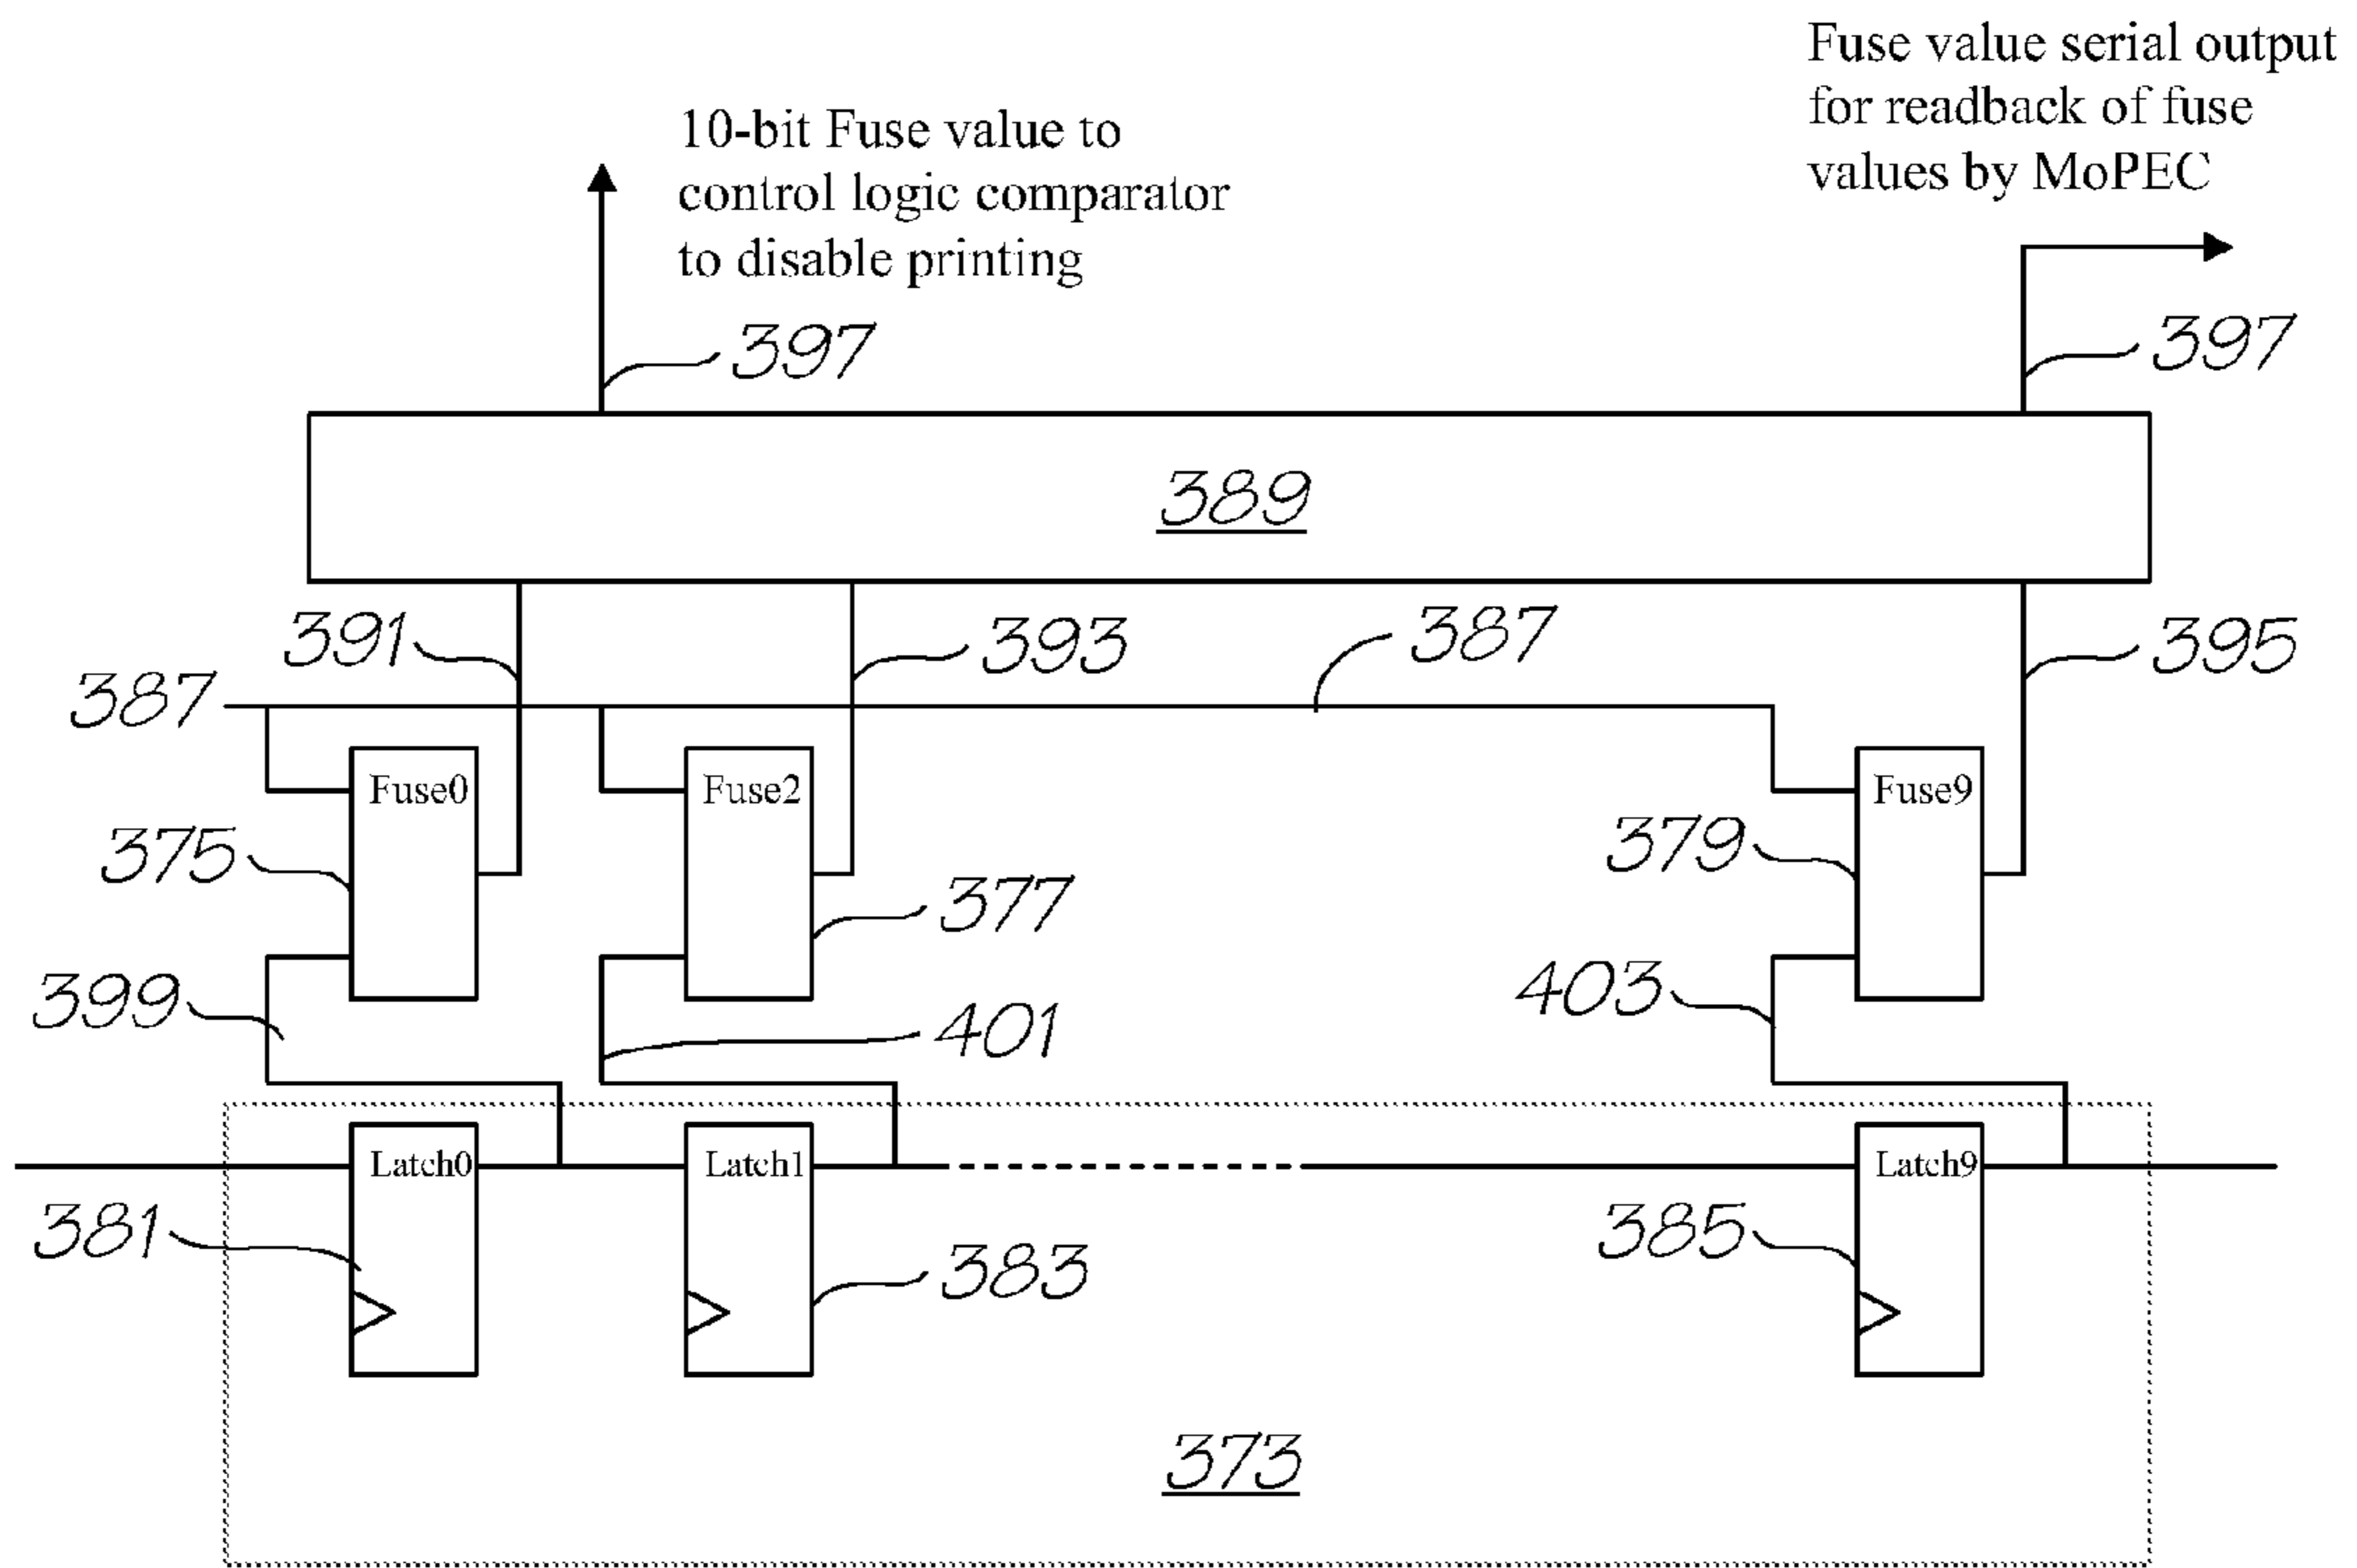 Fuse value serial output
for readback of fuse
values by MoPEC
10-bit Fuse value to
control logic comparator
to disable printing
397
397
389
391
393
387
395
387
Fuse0
Fuse2
Fuse9
375
379
377
399
401
403
Latch0
Latch1
Latch9
381
383
385
373